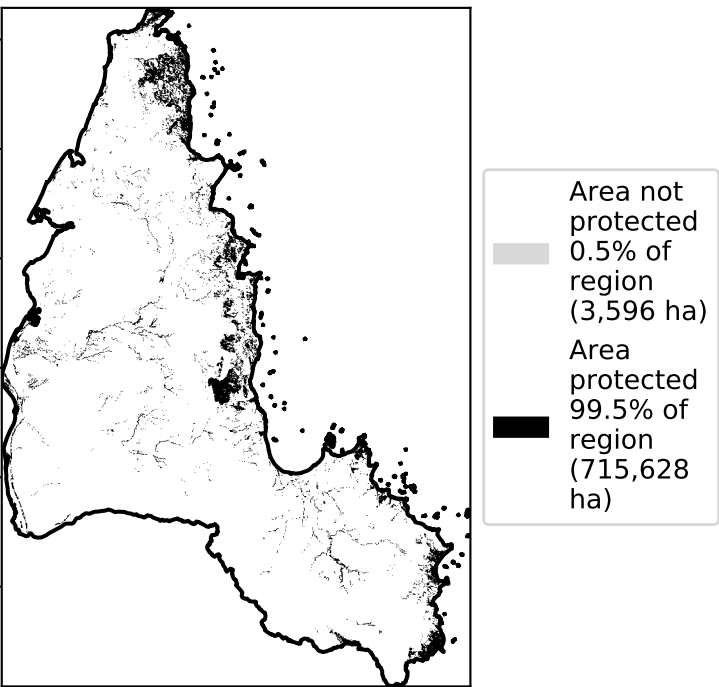 Area not
protected
0.5% of
region
(3,596 ha)
Area
protected
99.5% of
region
(715,628
ha)